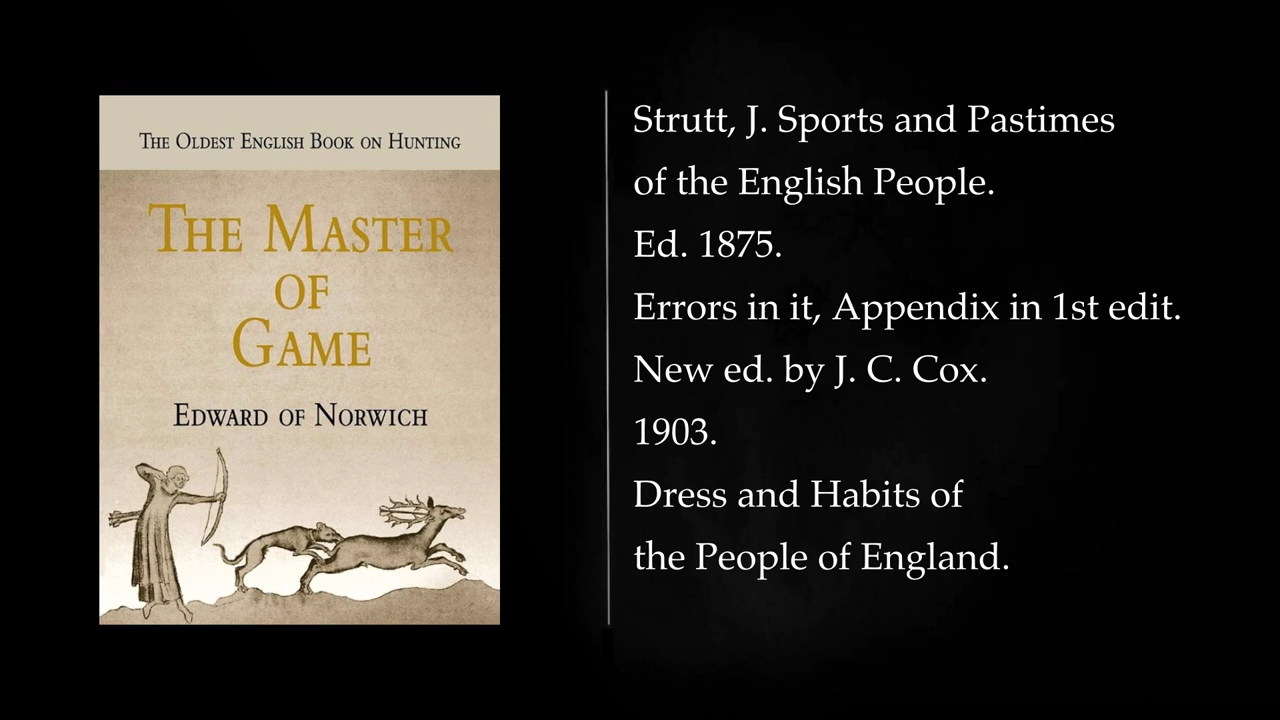 The Oldest English Book on Hunting
The Master
of
Game
Edward of Norwich
Strutt, J. Sports and Pastimes
of the English People.
Ed. 1875.
Errors in it, Appendix in 1st edit.
New ed. by J. C. Cox.
1903.
Dress and Habits of
the People of England.